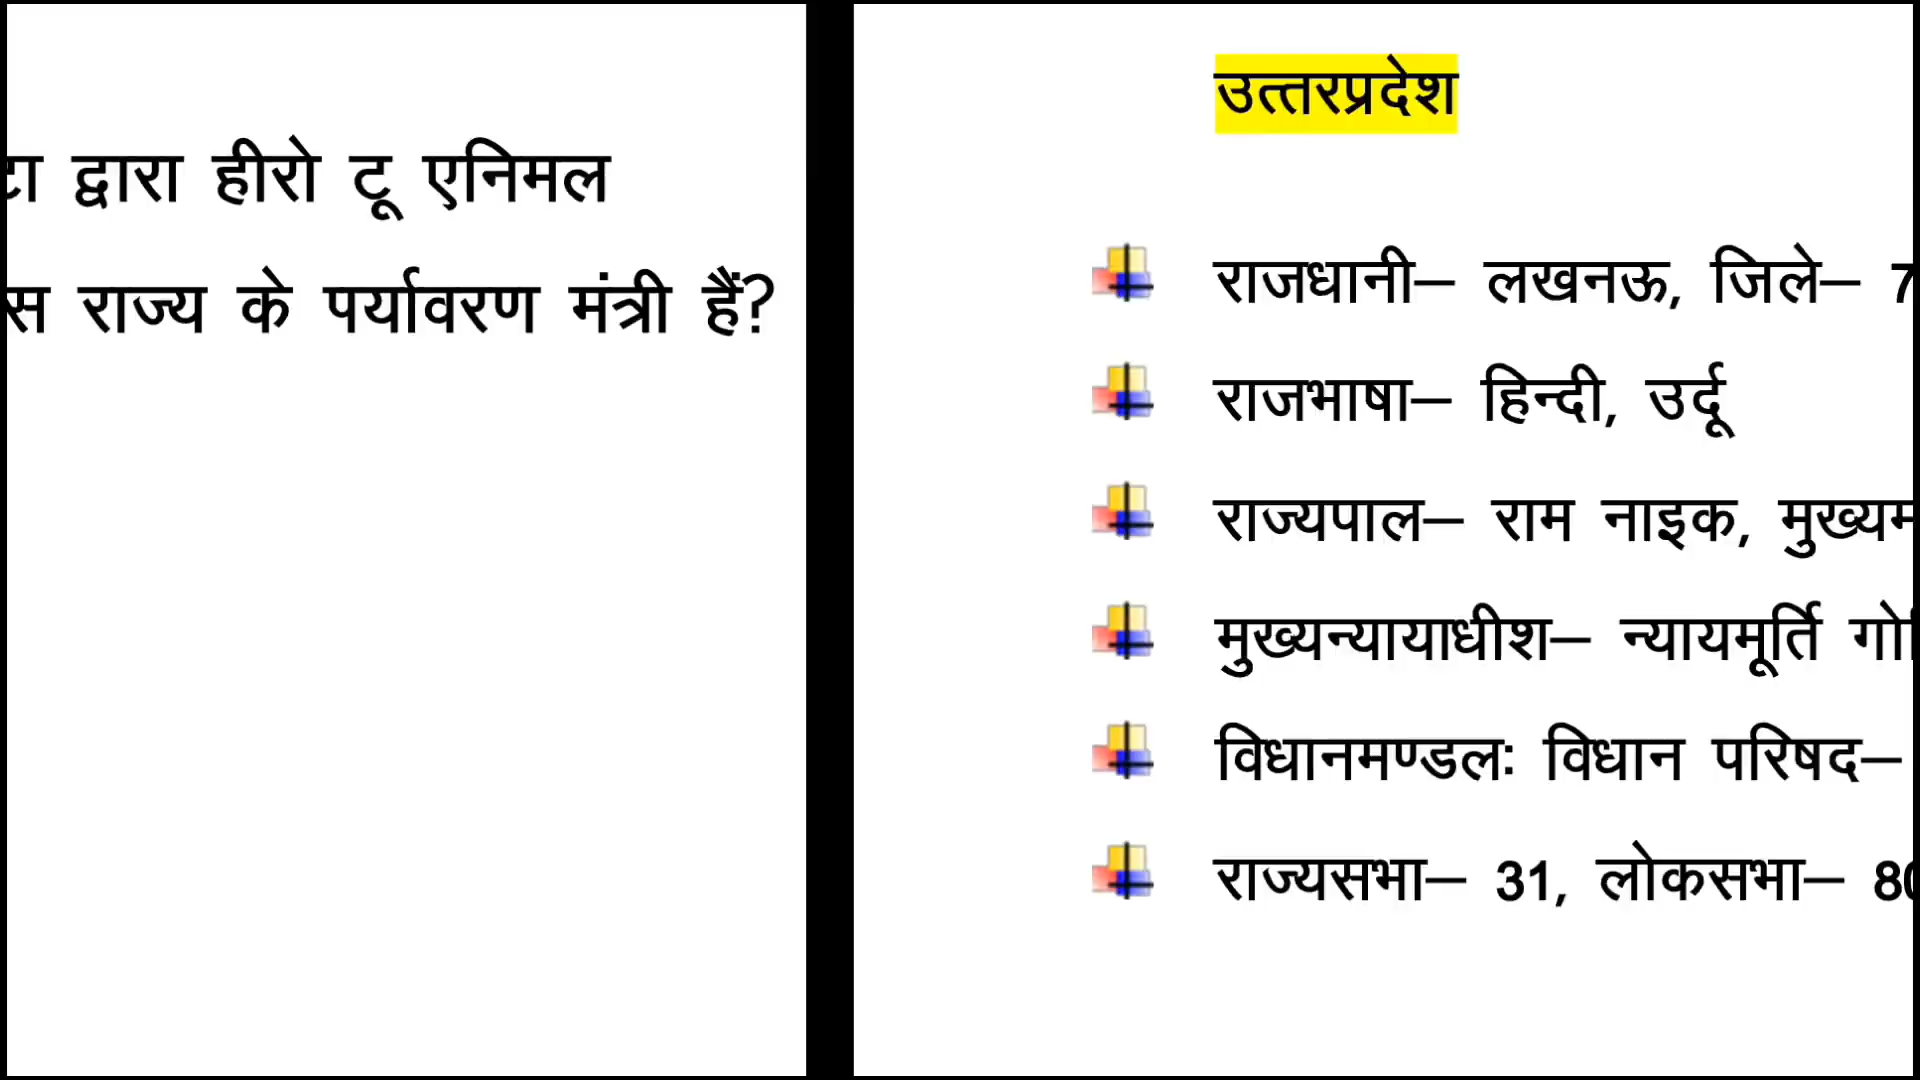 द्वारा हीरो टू एनिमल
राज्य के पर्यावरण मंत्री हैं?
उत्तरप्रदेश
राजधानी– लखनऊ, जिले–
राजभाषा– हिन्दी, उर्दू
राज्यपाल– राम नाइक,
मुख्यन्यायाधीश– न्यायमूर्ति
विधानमण्डलः विधान परिषद–
राज्यसभा– 31, लोकसभा–